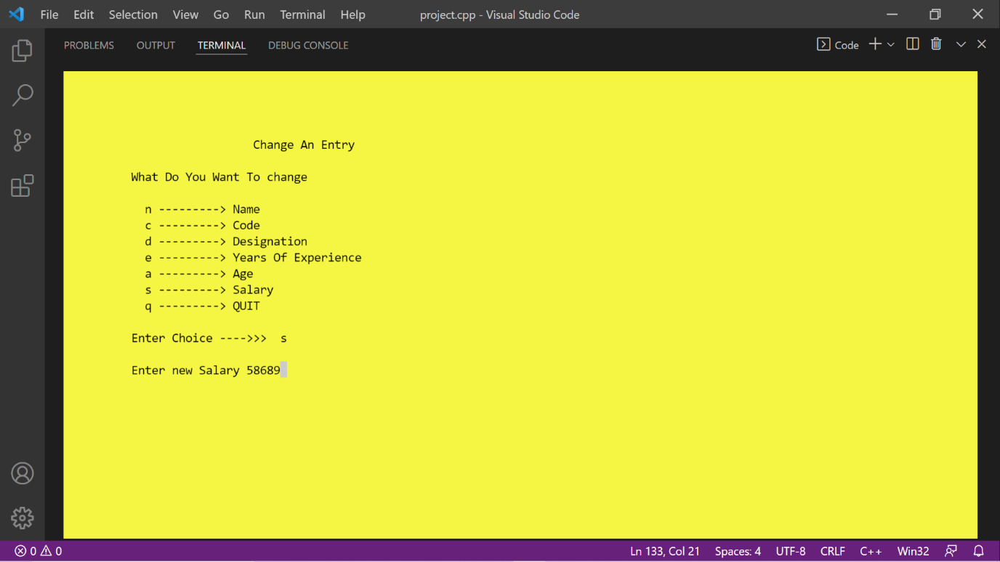 File Edit Selection View Go Run Terminal Help project.cpp - Visual Studio Code
PROBLEMS OUTPUT TERMINAL DEBUG CONSOLE Code
Change An Entry
What Do You Want To change
n ---------> Name
c ---------> Code
d ---------> Designation
e ---------> Years Of Experience
a ---------> Age
s ---------> Salary
q ---------> QUIT
Enter Choice ---->>> s
Enter new Salary 58689
0 0 Ln 133, Col 21 Spaces: 4 UTF-8 CRLF C++ Win32